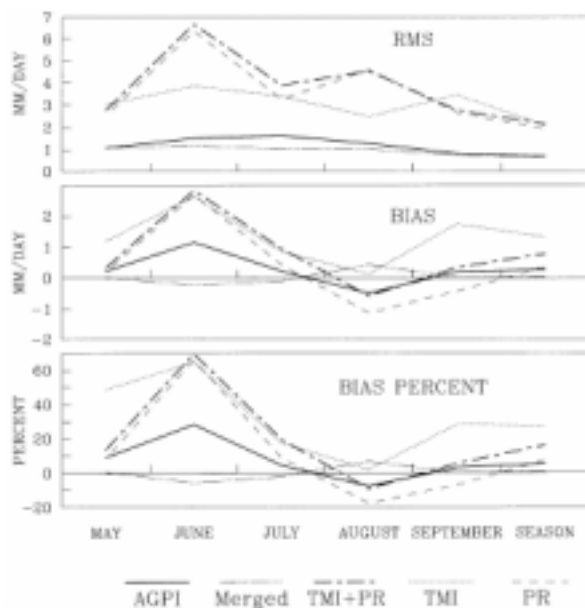 RMS
MM/DAY
7
6
5
4
3
2
1
0
BIAS
MM/DAY
2
1
0
-1
-2
BIAS PERCENT
PERCENT
60
40
20
0
-20
MAY JUNE JULY AUGUST SEPTEMBER SEASON
AGPI Merged TMI+PR TMI PR